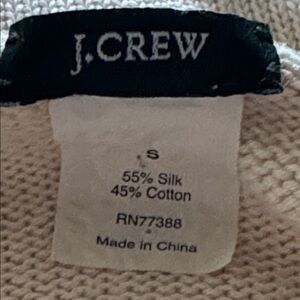 J.CREW
S
55% Silk
45% Cotton
RN77388
Made in China